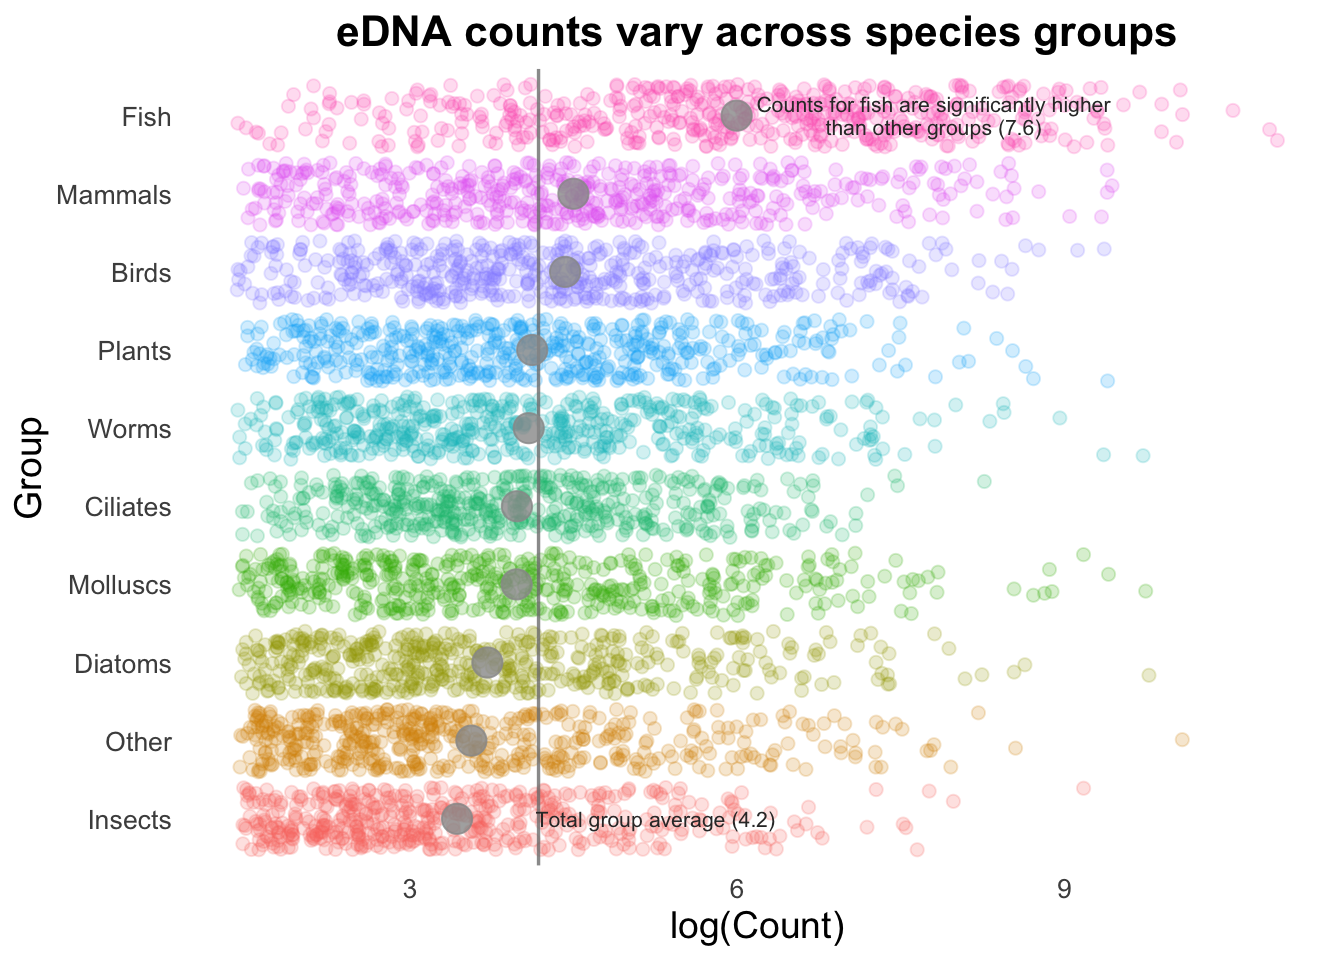 eDNA counts vary across species groups
Fish
Counts for fish are significantly higher
than other groups (7.6)
Mammals
Birds
Plants
Worms
Group
Ciliates
Molluscs
Diatoms
Other
Insects
Total group average (4.2)
3 6 9
log(Count)